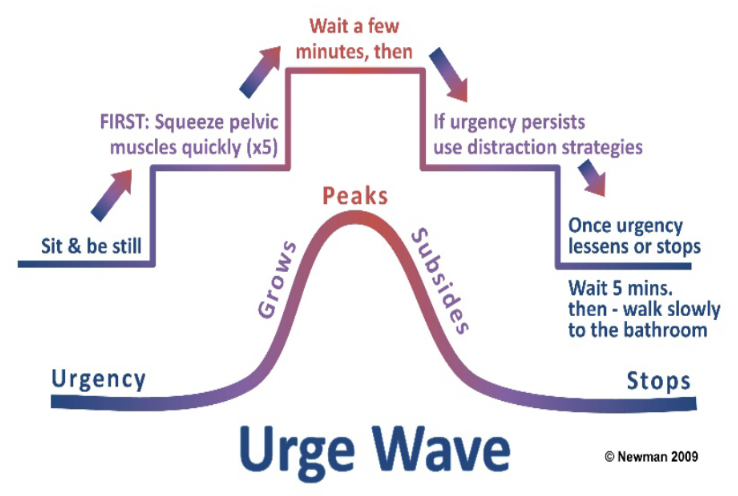 Wait a few
minutes, then
FIRST: Squeeze pelvic
muscles quickly (x5)
If urgency persists
use distraction strategies
Sit & be still
Peaks
Once urgency
lessens or stops
Grows
Subsides
Wait 5 mins.
then - walk slowly
to the bathroom
Urgency
Stops
Urge Wave
© Newman 2009